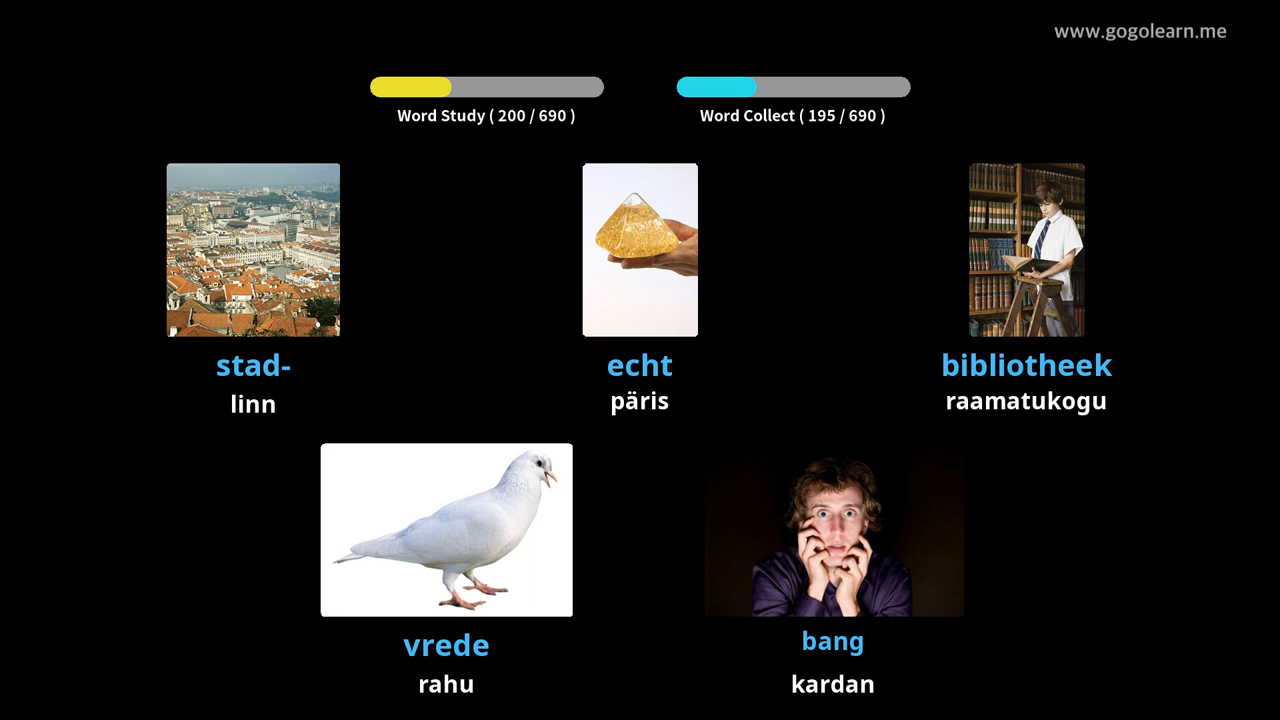 www.gogolearn.me
Word Study ( 200 / 690 )
Word Collect ( 195 / 690 )
stad-
linn
echt
päris
bibliotheek
raamatukogu
vrede
rahu
bang
kardan